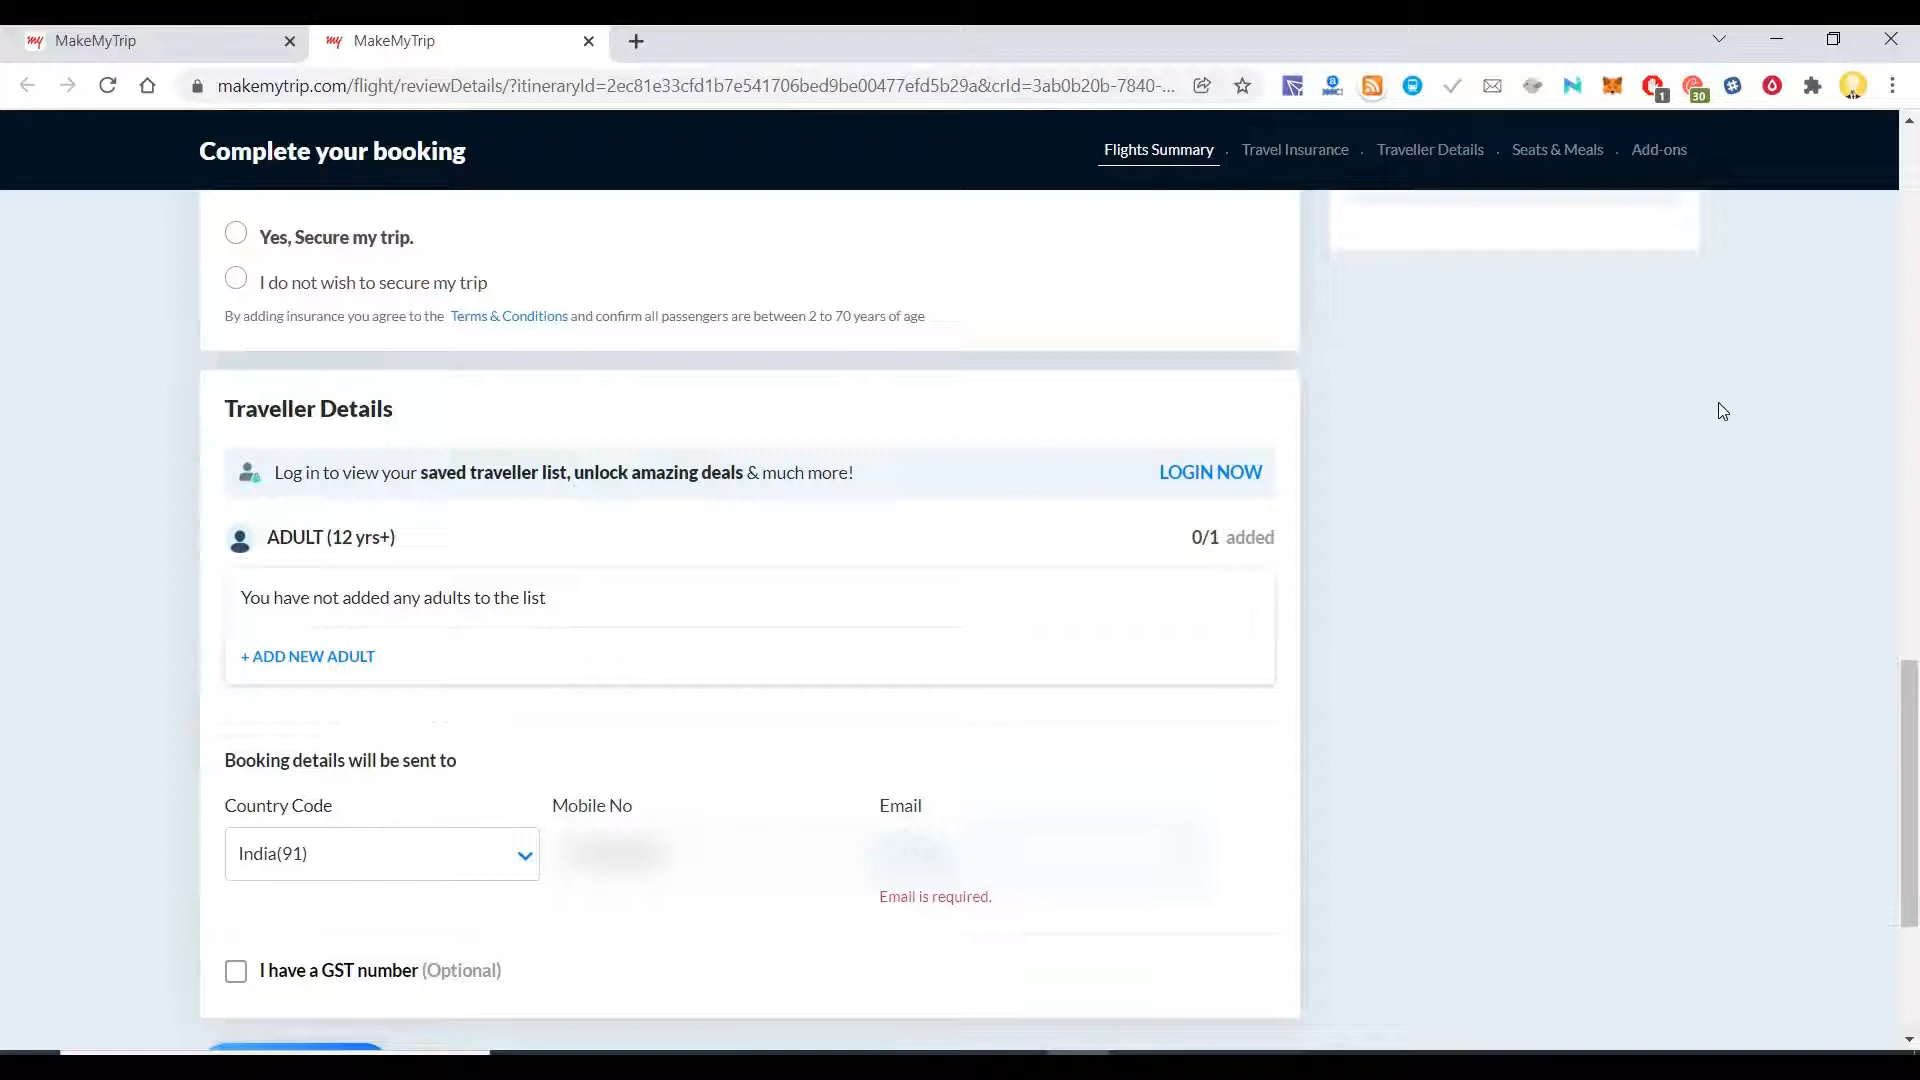 MakeMyTrip
MakeMyTrip
makemytrip.com/flight/reviewDetails/?itineraryId=2ec81e33cfd1b7e541706bed9be00477efd5b29a&crId=3ab0b20b-7840-...
1
30
Complete your booking
Flights Summary . Travel Insurance . Traveller Details . Seats & Meals . Add-ons
Yes, Secure my trip.
I do not wish to secure my trip
By adding insurance you agree to the Terms & Conditions and confirm all passengers are between 2 to 70 years of age
Traveller Details
Log in to view your saved traveller list, unlock amazing deals & much more! LOGIN NOW
ADULT (12 yrs+) 0/1 added
You have not added any adults to the list
+ ADD NEW ADULT
Booking details will be sent to
Country Code Mobile No Email
India(91)
Email is required.
I have a GST number (Optional)